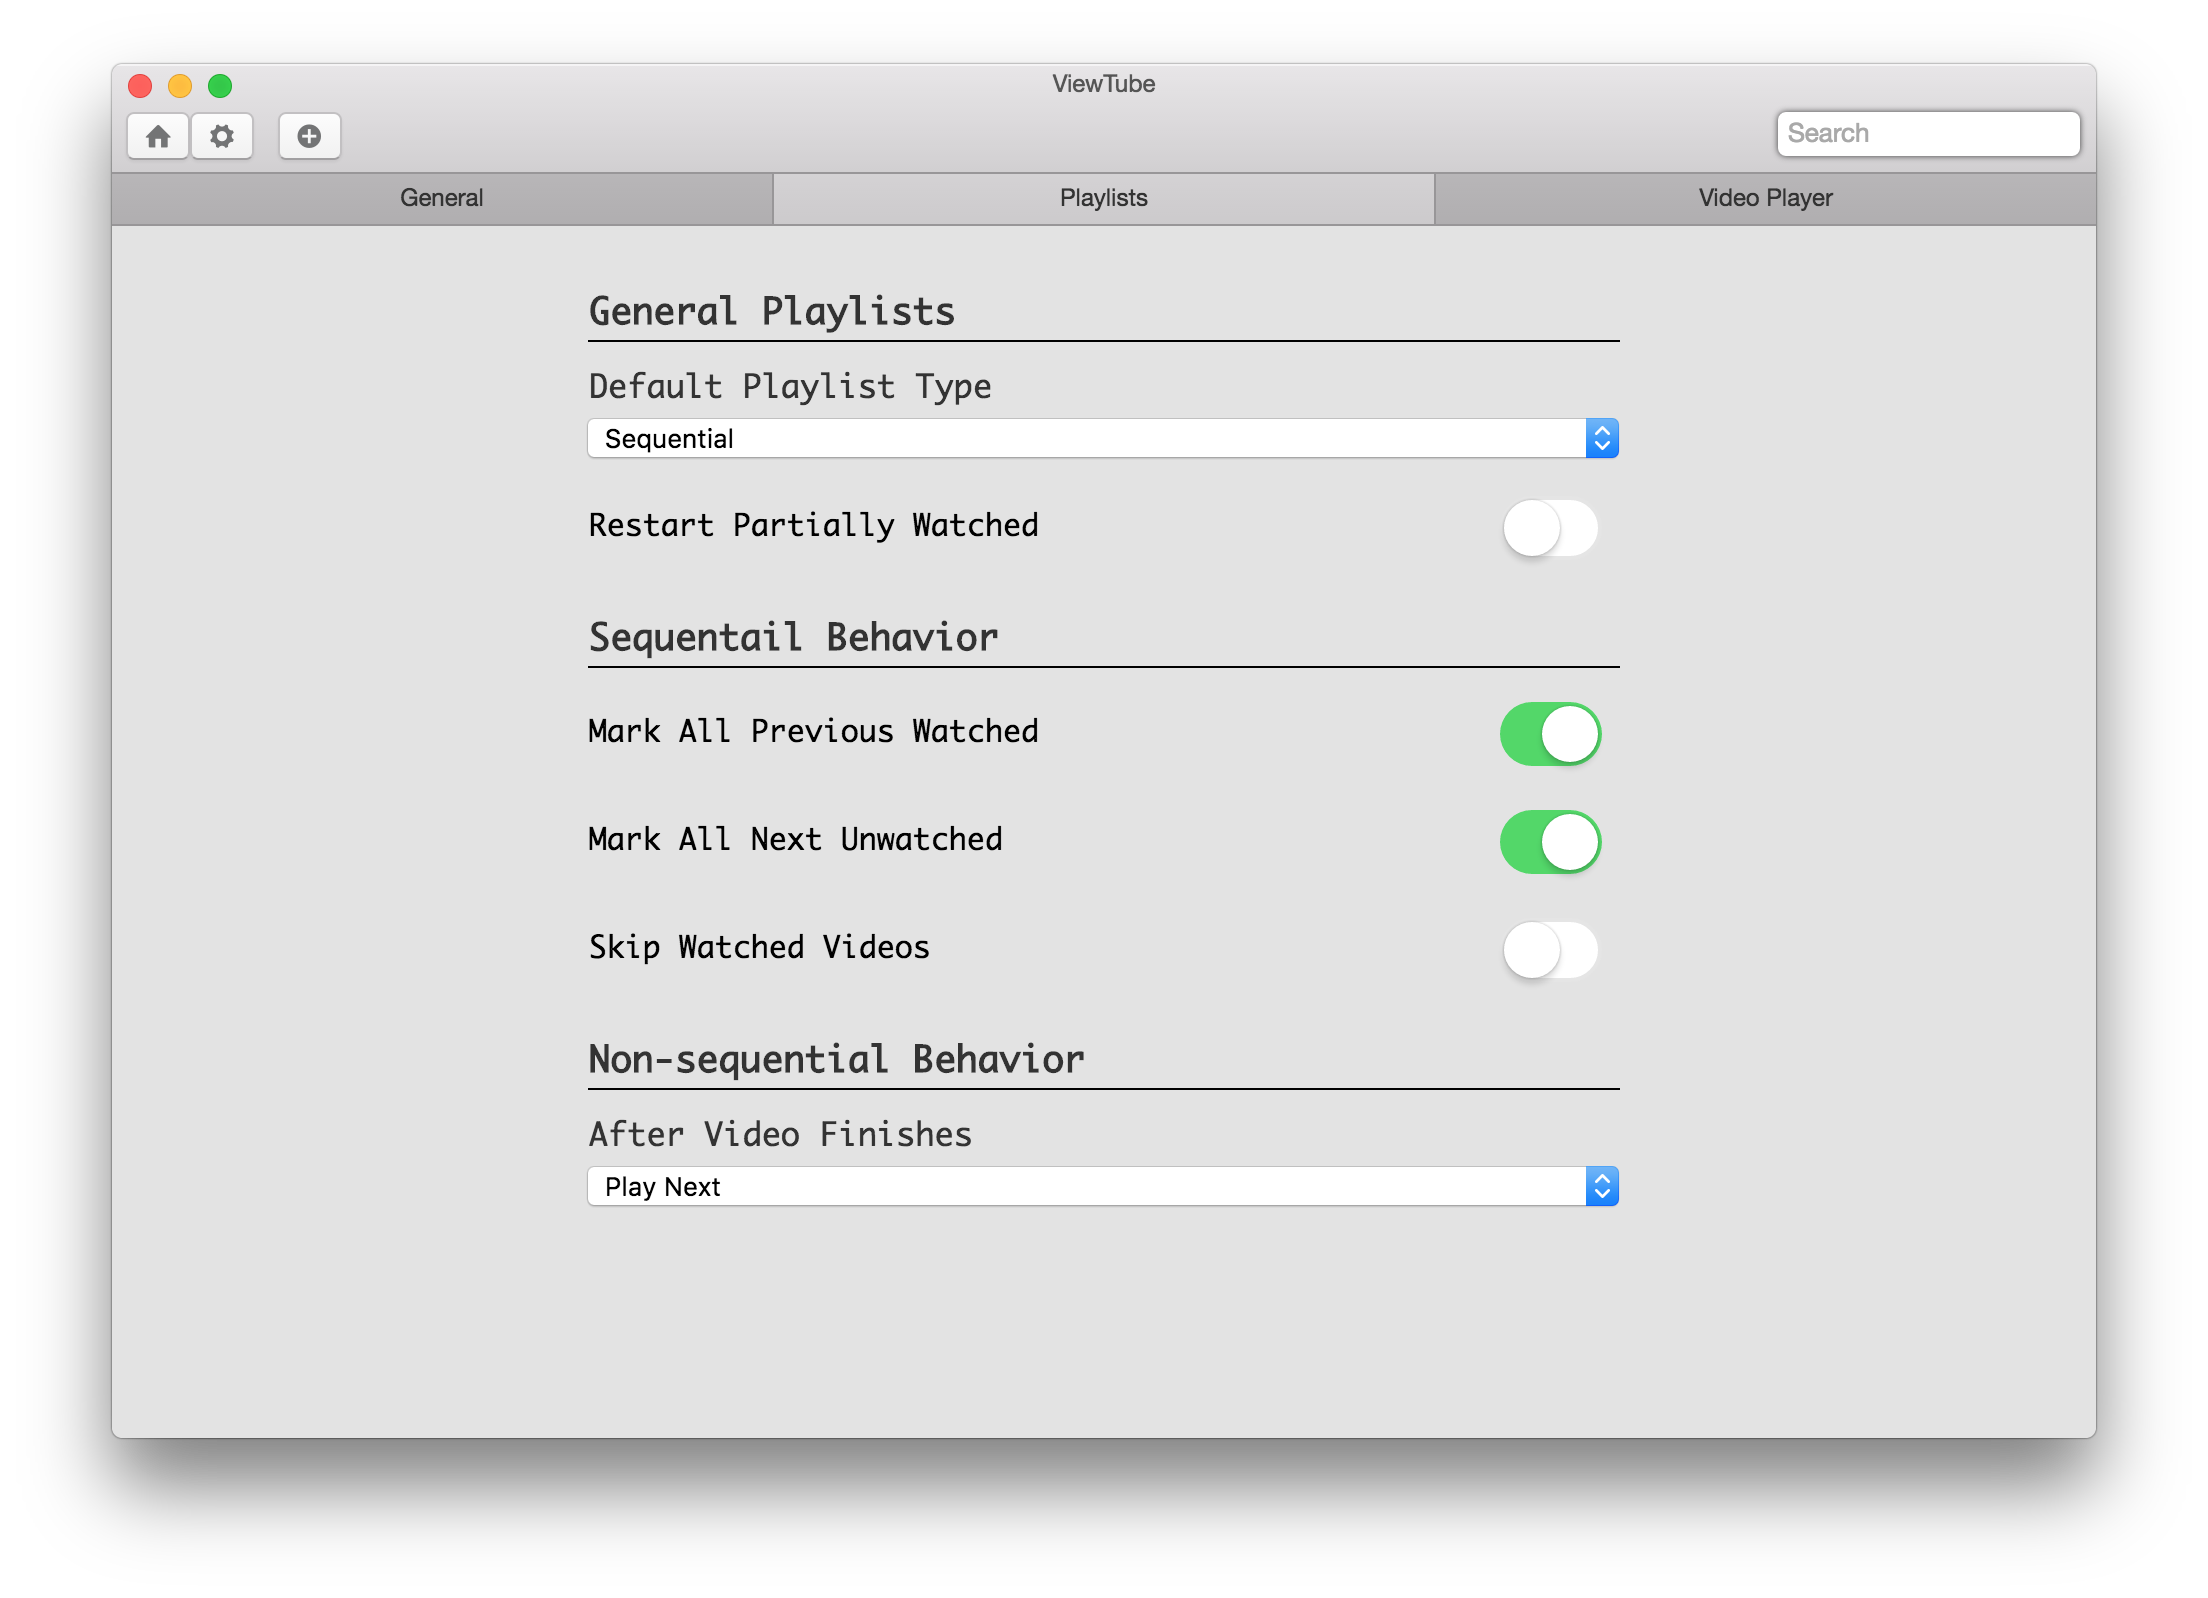 ViewTube
Search
General
Playlists
Video Player
General Playlists
Default Playlist Type
Sequential
Restart Partially Watched
Sequentail Behavior
Mark All Previous Watched
Mark All Next Unwatched
Skip Watched Videos
Non-sequential Behavior
After Video Finishes
Play Next